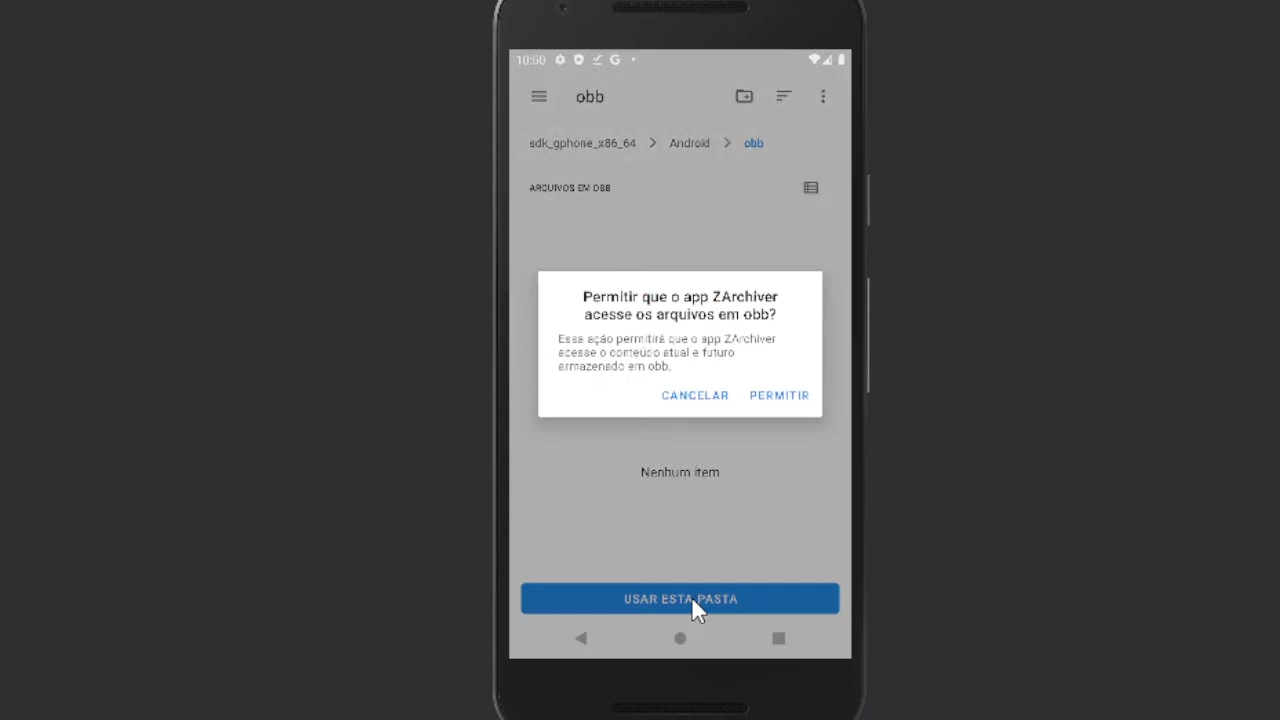 10:50
obb
sdk_gphone_x86_64 > Android > obb
ARQUIVOS EM OBB
Permitir que o app ZArchiver
acesse os arquivos em obb?
Essa ação permitirá que o app ZArchiver
acesse o conteúdo atual e futuro
armazenado em obb.
CANCELAR PERMITIR
Nenhum item
USAR ESTA PASTA